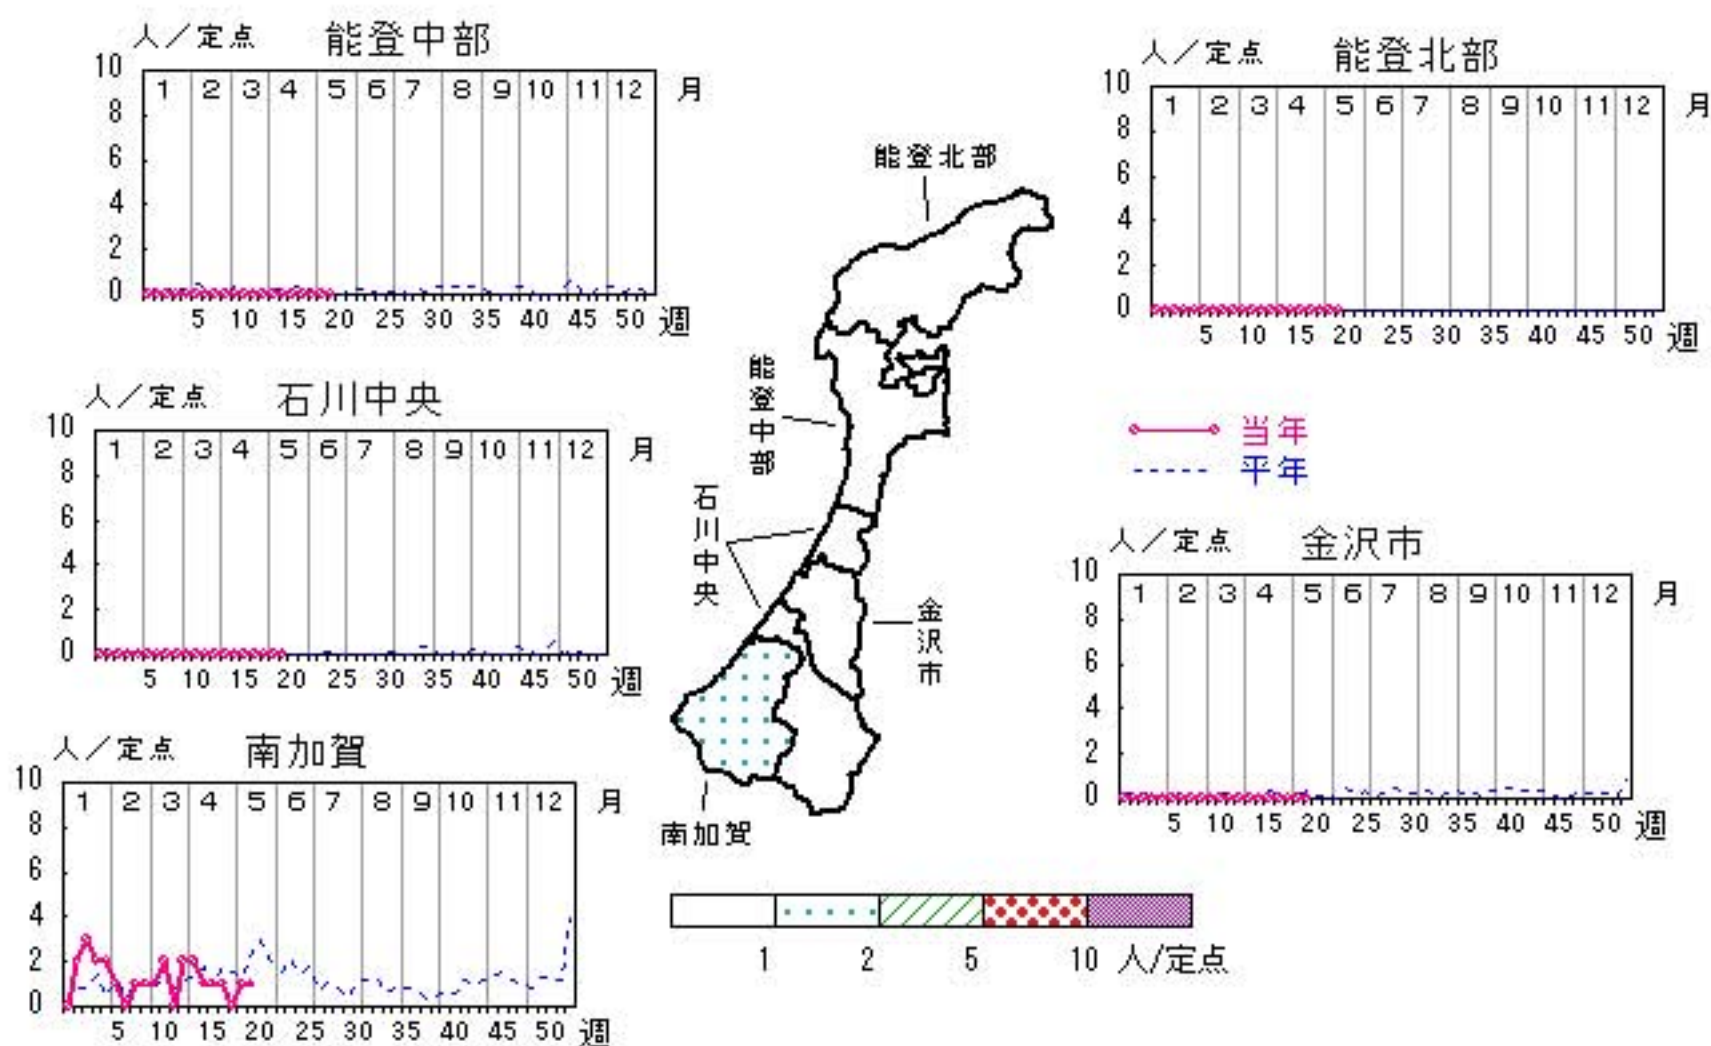 人／定点 能登中部
10 8 6 4 2 0
1 2 3 4 5 6 7 8 9 10 11 12 月
5 10 15 20 25 30 35 40 45 50 週
人／定点 能登北部
10 8 6 4 2 0
1 2 3 4 5 6 7 8 9 10 11 12 月
5 10 15 20 25 30 35 40 45 50 週
人／定点 石川中央
10 8 6 4 2 0
1 2 3 4 5 6 7 8 9 10 11 12 月
5 10 15 20 25 30 35 40 45 50 週
当年
平年
人／定点 金沢市
10 8 6 4 2 0
1 2 3 4 5 6 7 8 9 10 11 12 月
5 10 15 20 25 30 35 40 45 50 週
人／定点 南加賀
10 8 6 4 2 0
1 2 3 4 5 6 7 8 9 10 11 12 月
5 10 15 20 25 30 35 40 45 50 週
能登北部
能登中部
石川中央
金沢市
南加賀
1 2 5 10 人/定点